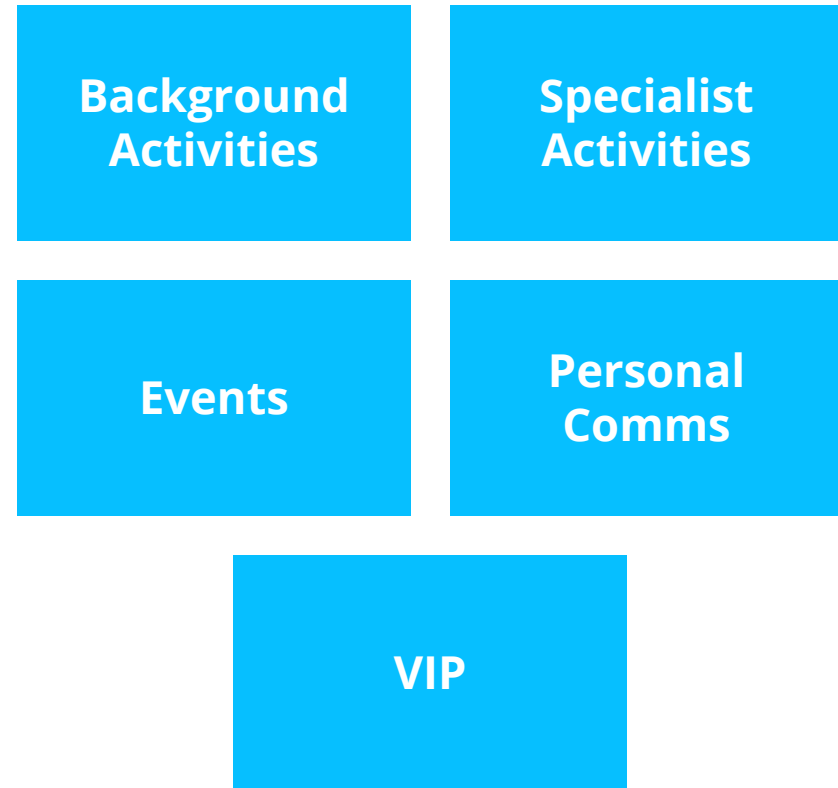 Background
Activities
Specialist
Activities
Events
Personal
Comms
VIP